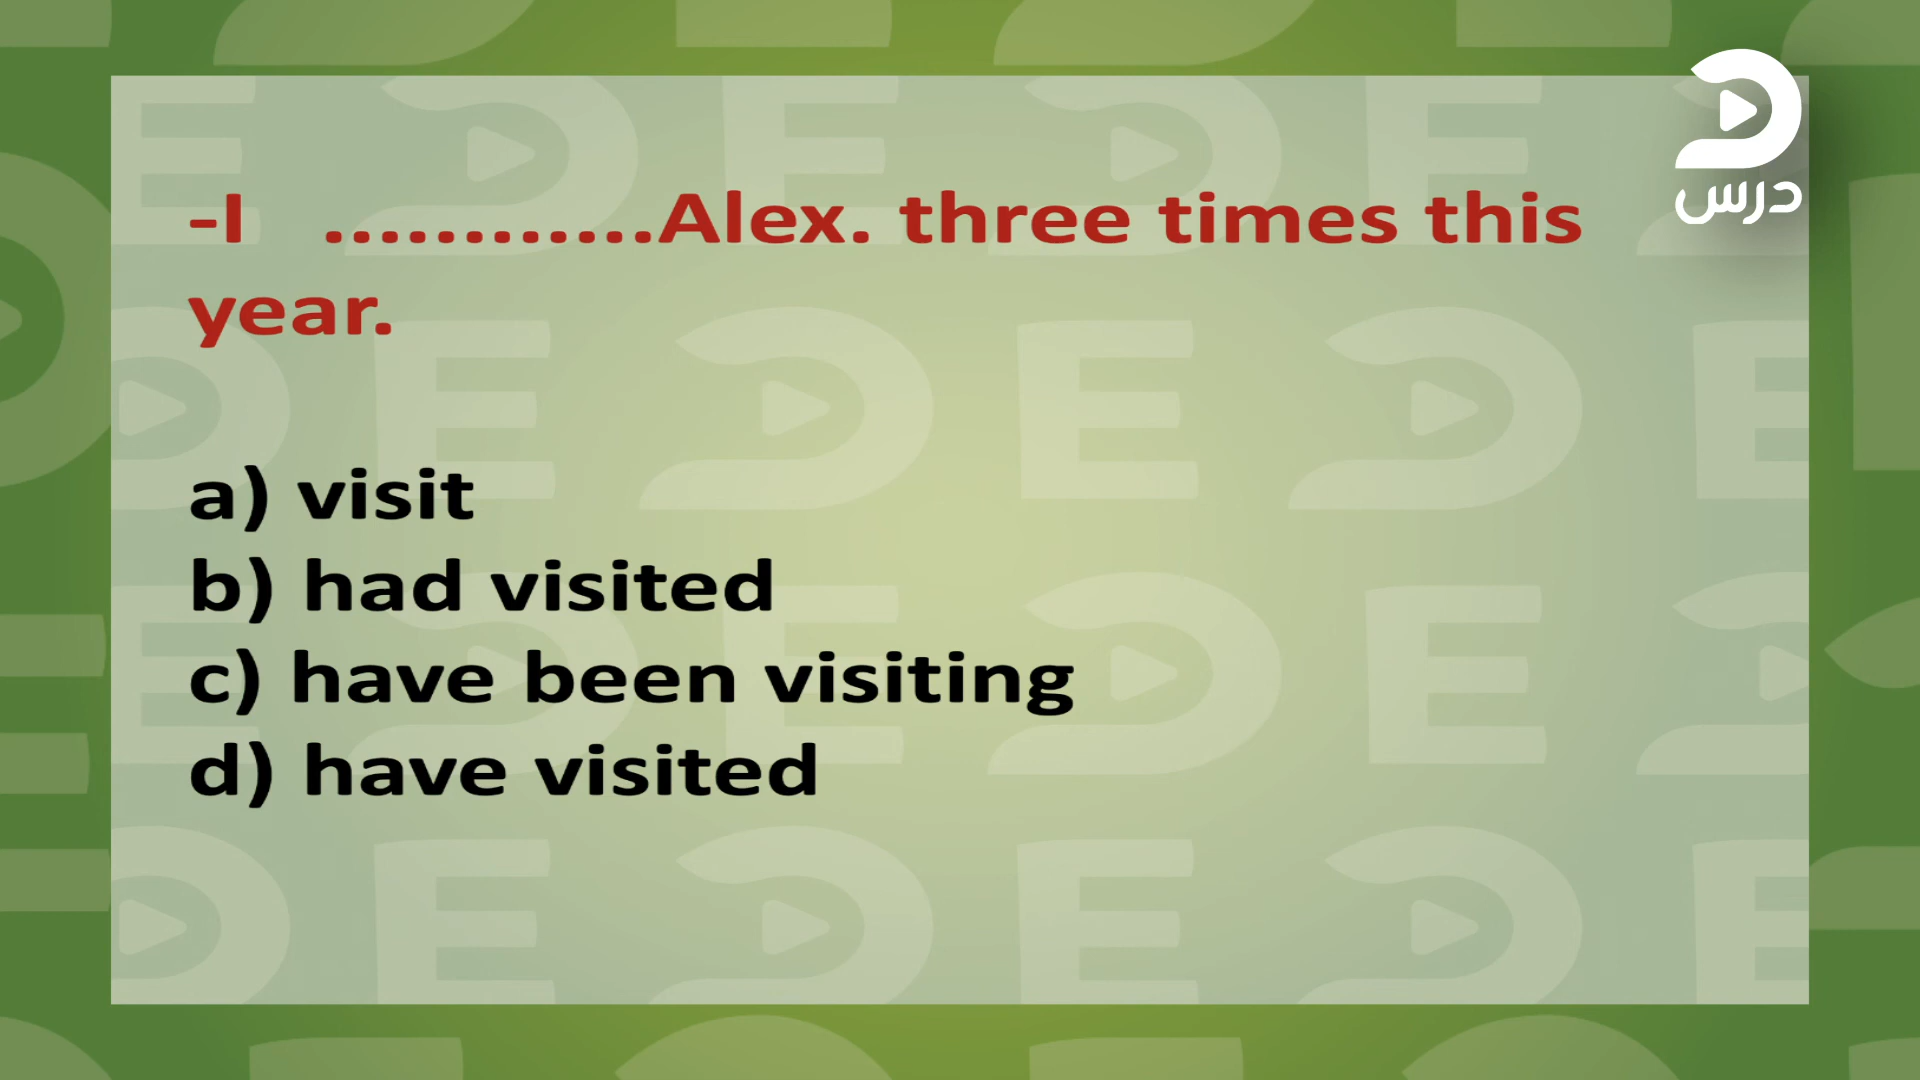 درس
-I ............Alex. three times this
year.
a) visit
b) had visited
c) have been visiting
d) have visited